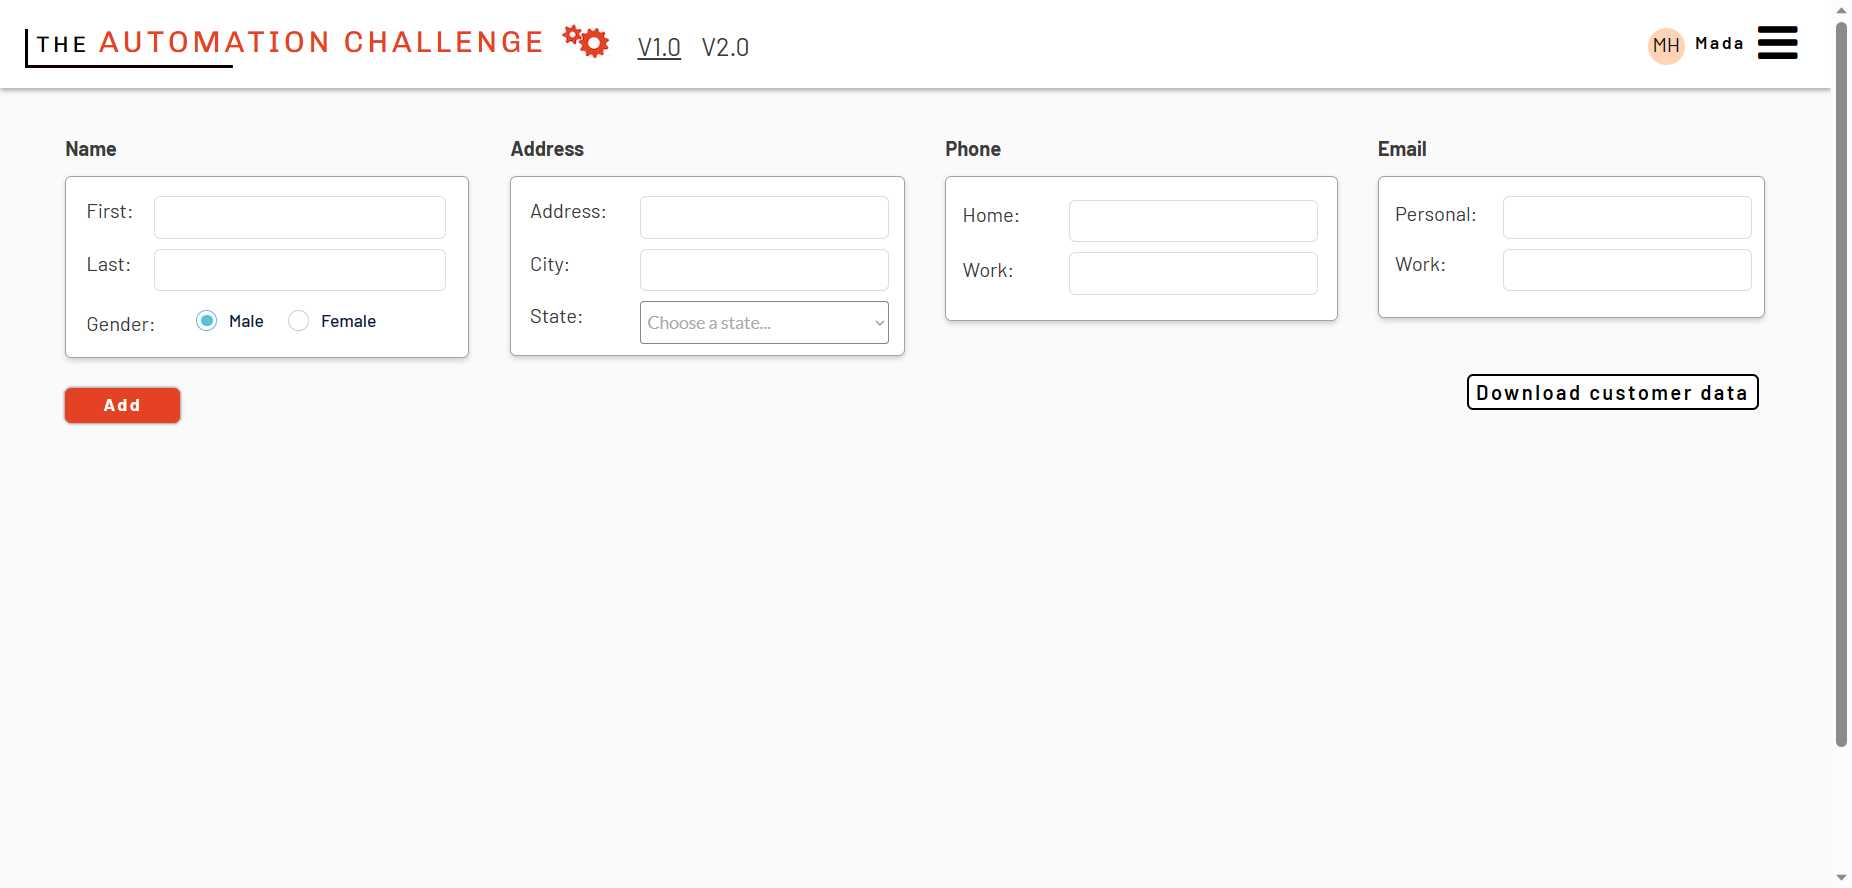 THE AUTOMATION CHALLENGE V1.0 V2.0 MH Mada
Name
First:
Last:
Gender: Male Female
Address
Address:
City:
State: Choose a state...
Phone
Home:
Work:
Email
Personal:
Work:
Add
Download customer data